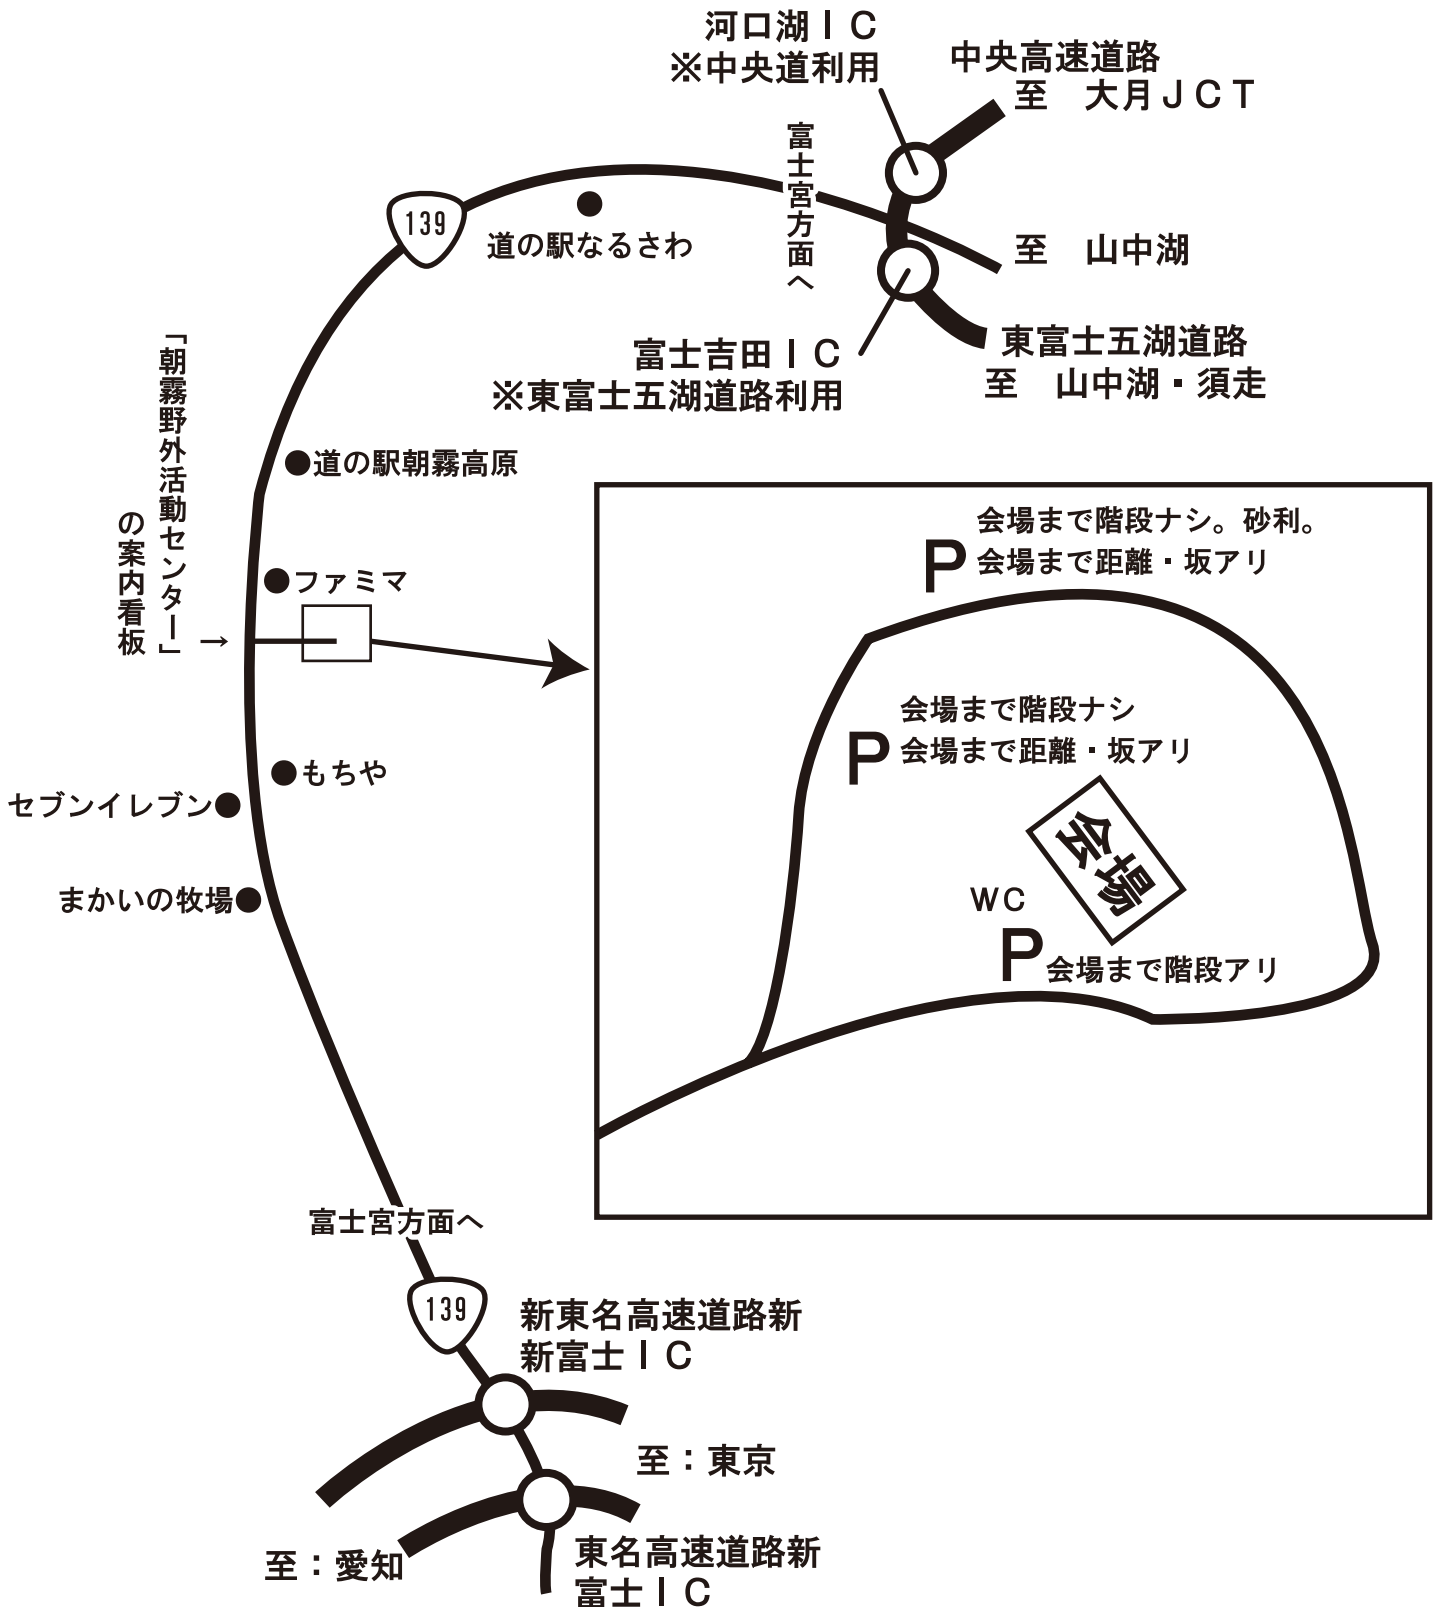 河口湖ＩＣ
※中央道利用
中央高速道路
至　大月ＪＣＴ
富士宮方面へ
139
道の駅なるさわ
至　山中湖
富士吉田ＩＣ
※東富士五湖道路利用
東富士五湖道路
至　山中湖・須走
「朝霧野外活動センター」
の案内看板
→
道の駅朝霧高原
ファミマ
もちや
セブンイレブン
まかいの牧場
会場まで階段ナシ。砂利。
P
会場まで距離・坂アリ
会場まで階段ナシ
P
会場まで距離・坂アリ
会場
WC
P
会場まで階段アリ
富士宮方面へ
139
新東名高速道路新
新富士ＩＣ
至：東京
至：愛知
東名高速道路新
富士ＩＣ